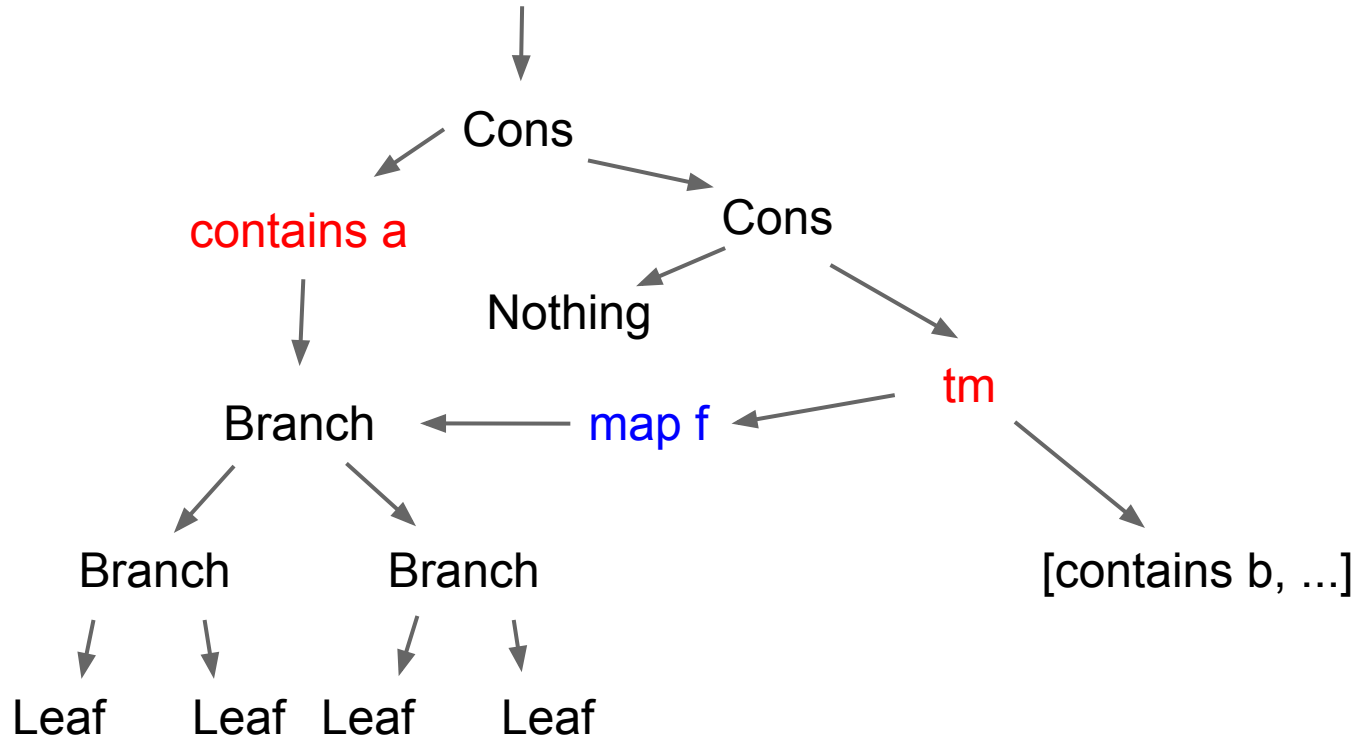 Cons
contains a
Cons
Nothing
tm
Branch
map f
Branch
Branch
[contains b, ...]
Leaf
Leaf
Leaf
Leaf